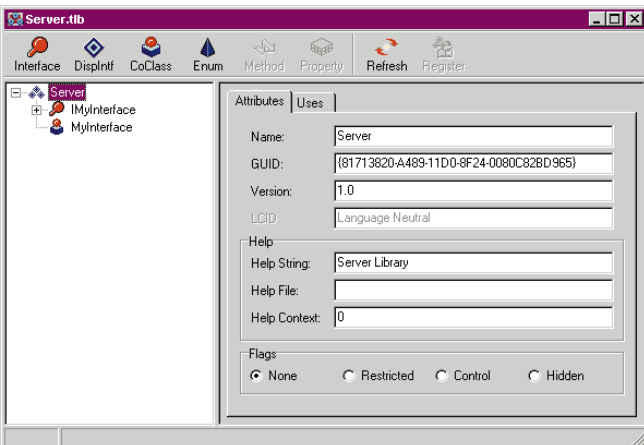 Server.tlb
Interface DispIntf CoClass Enum Method Property Refresh Register
Server
IMyInterface
MyInterface
Attributes Uses
Name: Server
GUID: {81713820-A489-11D0-8F24-0080C82BD965}
Version: 1.0
LCID Language Neutral
Help
Help String: Server Library
Help File:
Help Context: 0
Flags
None Restricted Control Hidden